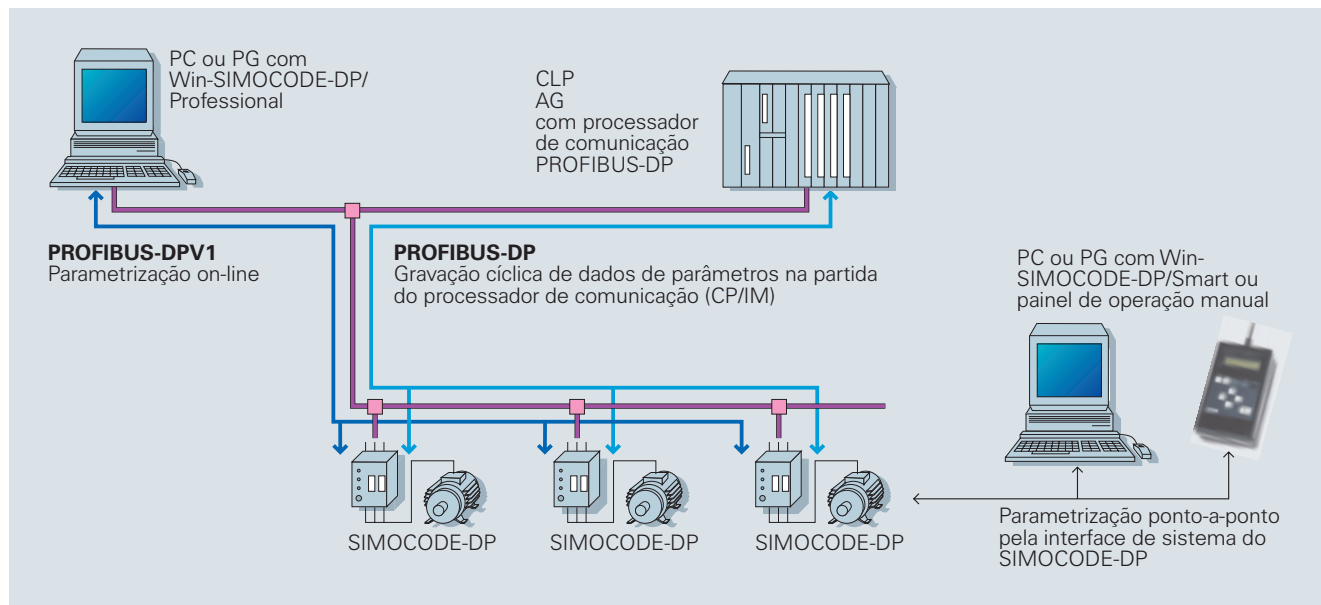 PC ou PG com
Win-SIMOCODE-DP/
Professional
CLP
AG
com processador
de comunicação
PROFIBUS-DP
PROFIBUS-DPV1
Parametrização on-line
PROFIBUS-DP
Gravação cíclica de dados de parâmetros na partida
do processador de comunicação (CP/IM)
PC ou PG com Win-
SIMOCODE-DP/Smart ou
painel de operação manual
SIMOCODE-DP
SIMOCODE-DP
SIMOCODE-DP
Parametrização ponto-a-ponto
pela interface de sistema do
SIMOCODE-DP